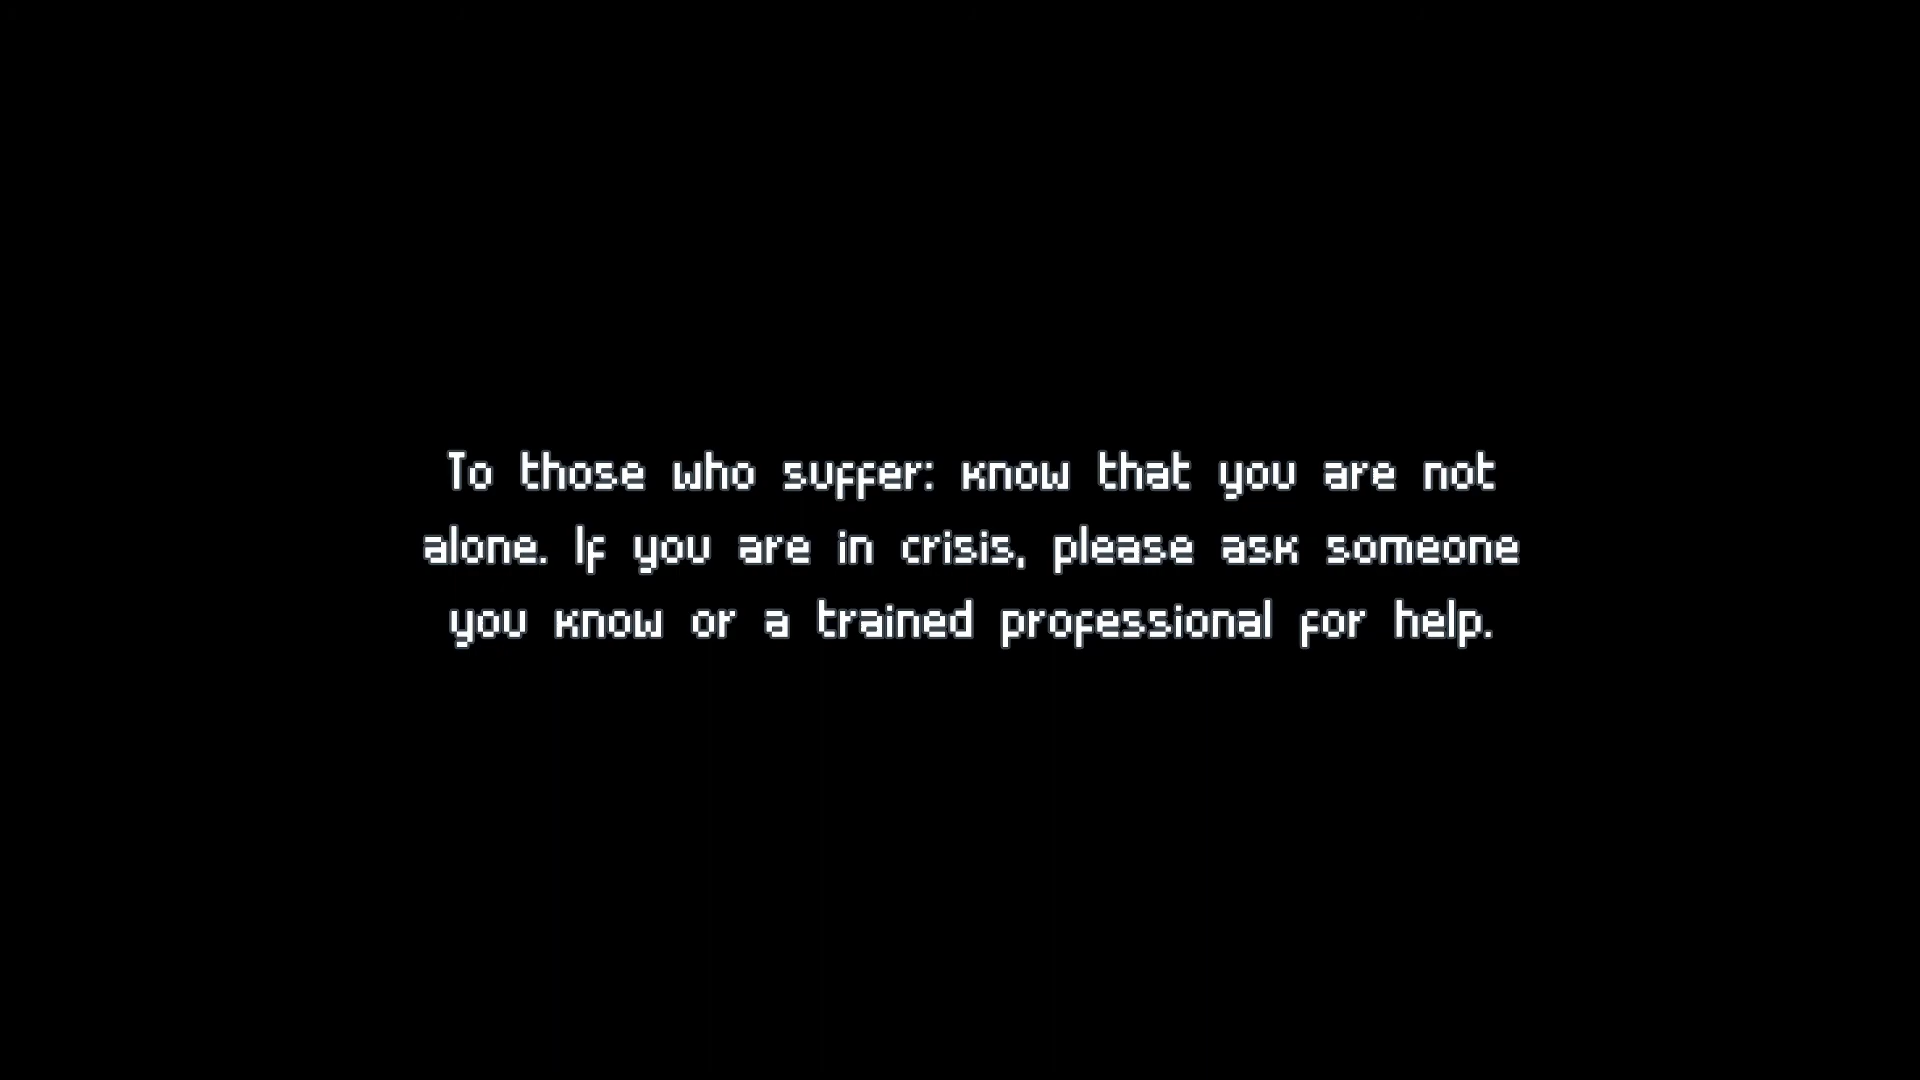 To those who suffer: know that you are not
alone. If you are in crisis, please ask someone
you know or a trained professional for help.